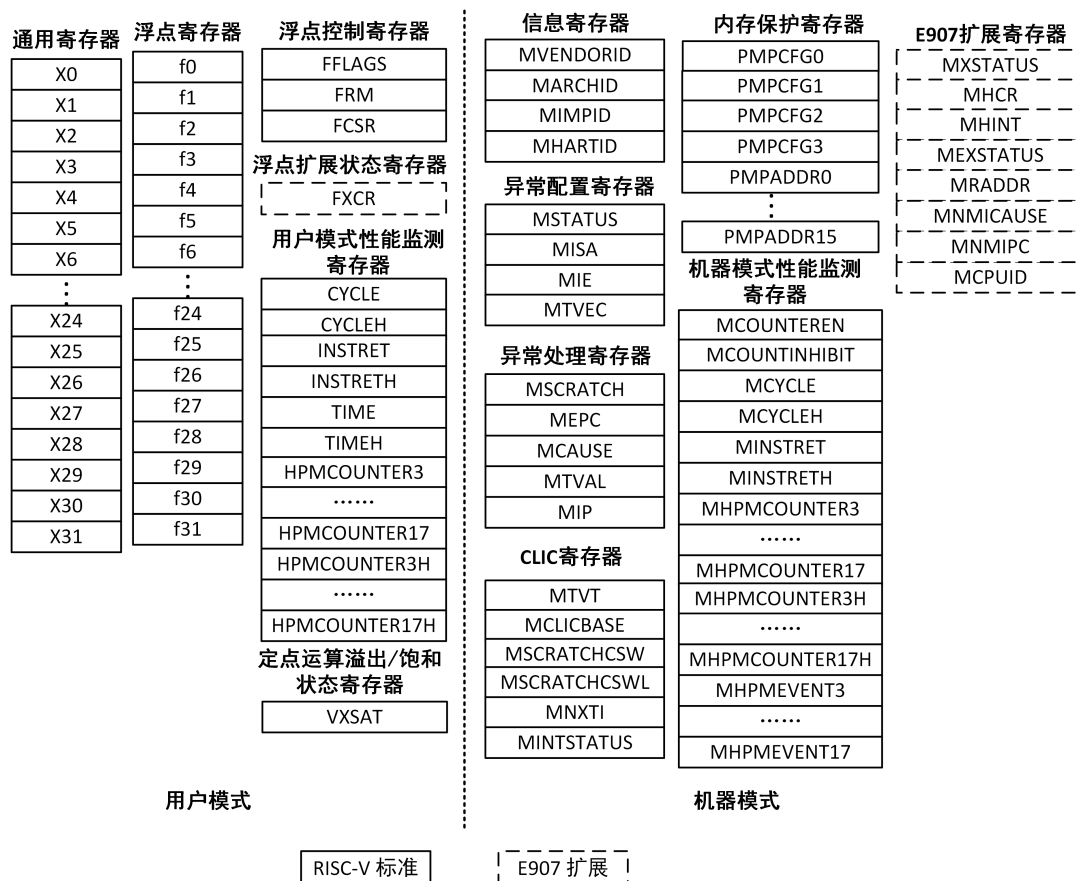 通用寄存器
X0
X1
X2
X3
X4
X5
X6
⋮
X24
X25
X26
X27
X28
X29
X30
X31
浮点寄存器
f0
f1
f2
f3
f4
f5
f6
⋮
f24
f25
f26
f27
f28
f29
f30
f31
浮点控制寄存器
FFLAGS
FRM
FCSR
浮点扩展状态寄存器
FXCR
用户模式性能监测
寄存器
CYCLE
CYCLEH
INSTRET
INSTRETH
TIME
TIMEH
HPMCOUNTER3
……
HPMCOUNTER17
HPMCOUNTER3H
……
HPMCOUNTER17H
定点运算溢出/饱和
状态寄存器
VXSAT
用户模式
信息寄存器
MVENDORID
MARCHID
MIMPID
MHARTID
异常配置寄存器
MSTATUS
MISA
MIE
MTVEC
异常处理寄存器
MSCRATCH
MEPC
MCAUSE
MTVAL
MIP
CLIC寄存器
MTVT
MCLICBASE
MSCRATCHCSW
MSCRATCHCSWL
MNXTI
MINTSTATUS
内存保护寄存器
PMPCFG0
PMPCFG1
PMPCFG2
PMPCFG3
PMPADDR0
⋮
PMPADDR15
机器模式性能监测
寄存器
MCOUNTEREN
MCOUNTINHIBIT
MCYCLE
MCYCLEH
MINSTRET
MINSTRETH
MHPMCOUNTER3
……
MHPMCOUNTER17
MHPMCOUNTER3H
……
MHPMCOUNTER17H
MHPMEVENT3
……
MHPMEVENT17
E907扩展寄存器
MXSTATUS
MHCR
MHINT
MEXSTATUS
MRADDR
MNMICAUSE
MNMIPC
MCPUID
机器模式
RISC-V 标准
E907 扩展